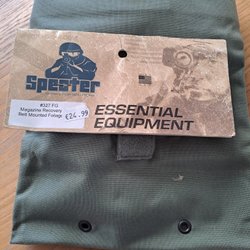 Spester
#327 FG
Magazine Recovery
Belt Mounted Foliage
£24.99
ESSENTIAL
EQUIPMENT